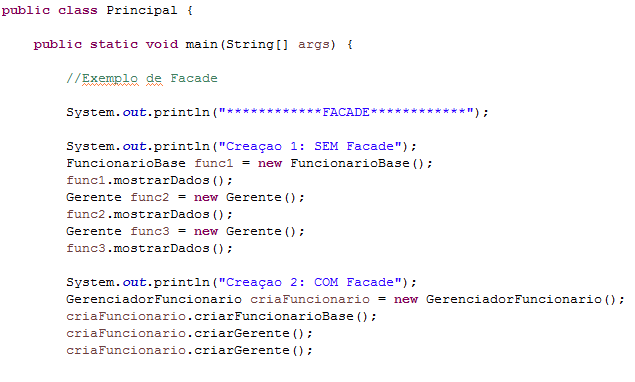 public class Principal {
public static void main(String[] args) {
//Exemplo de Facade
System.out.println("************FACADE************");
System.out.println("Creaçao 1: SEM Facade");
FuncionarioBase func1 = new FuncionarioBase();
func1.mostrarDados();
Gerente func2 = new Gerente();
func2.mostrarDados();
Gerente func3 = new Gerente();
func3.mostrarDados();
System.out.println("Creaçao 2: COM Facade");
GerenciadorFuncionario criaFuncionario = new GerenciadorFuncionario();
criaFuncionario.criarFuncionarioBase();
criaFuncionario.criarGerente();
criaFuncionario.criarGerente();